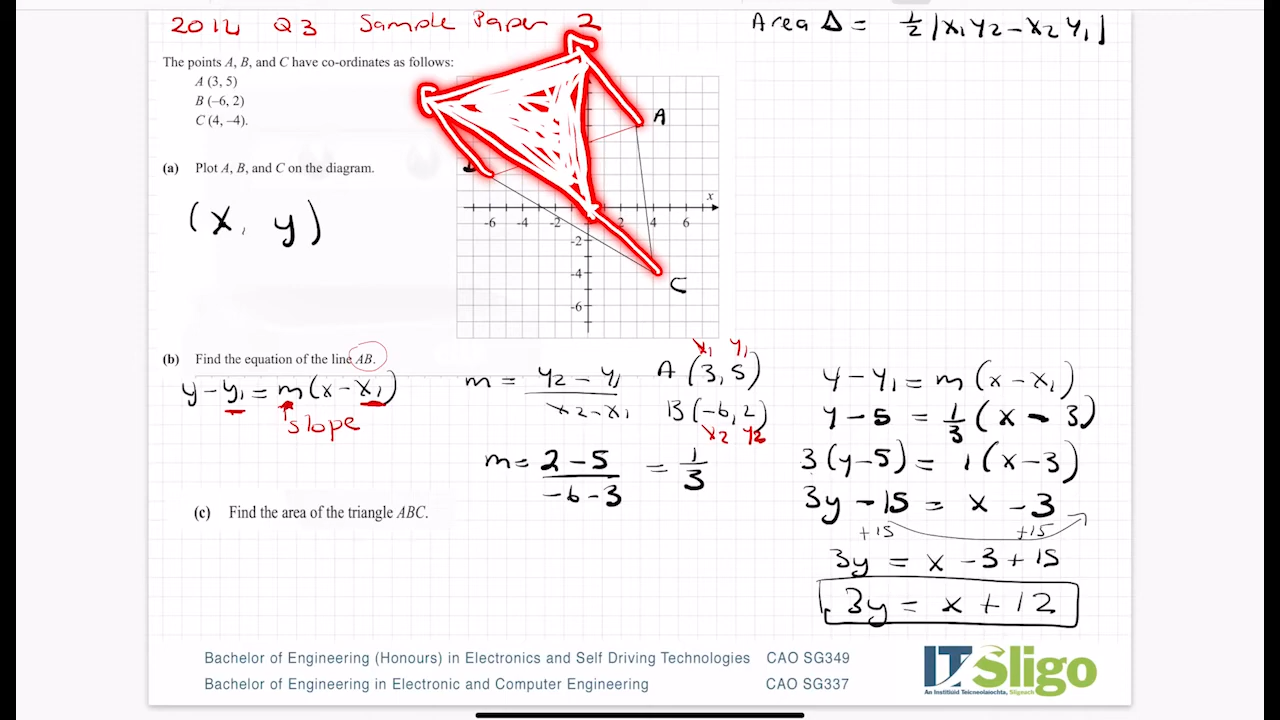 2014 Q3 Sample Paper 2
Area Δ = ½ |x₁y₂ − x₂y₁|
The points A, B, and C have co-ordinates as follows:
A (3, 5)
B (−6, 2)
C (4, −4).
(a) Plot A, B, and C on the diagram.
(x, y)
A
x
-6 -4 -2 2 4 6
-2
-4
-6
C
(b) Find the equation of the line AB.
y − y₁ = m(x − x₁)
slope
m = y₂ − y₁ / x₂ − x₁
x₁ y₁
A (3, 5)
B (−6, 2)
x₂ y₂
m = 2 − 5 / −6 − 3 = 1/3
y − y₁ = m(x − x₁)
y − 5 = 1/3 (x − 3)
3(y − 5) = 1(x − 3)
3y − 15 = x − 3
+15 +15
3y = x − 3 + 15
3y = x + 12
(c) Find the area of the triangle ABC.
Bachelor of Engineering (Honours) in Electronics and Self Driving Technologies CAO SG349
Bachelor of Engineering in Electronic and Computer Engineering CAO SG337
IT Sligo
An Institiúid Teicneolaíochta, Sligeach